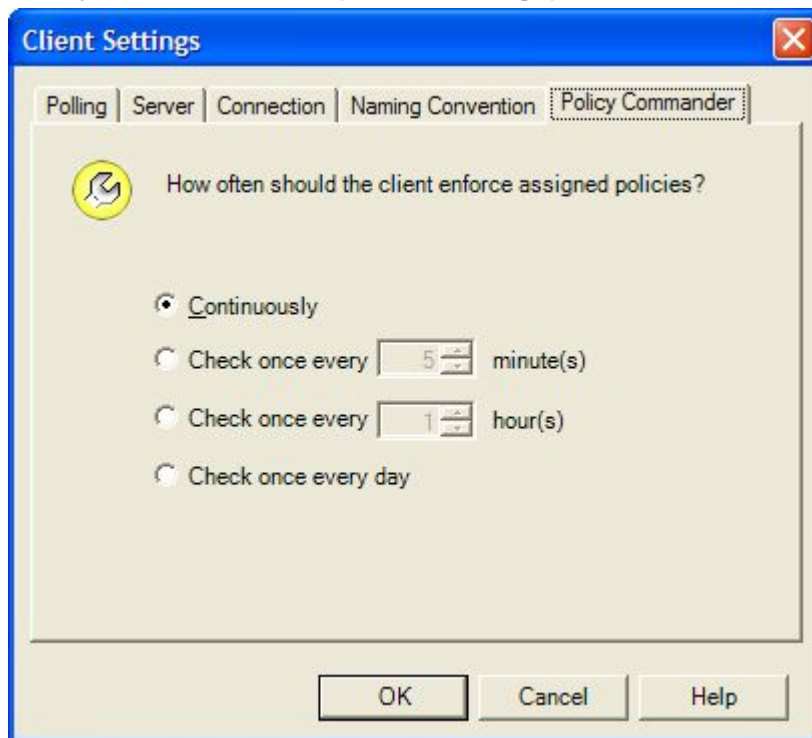 Client Settings
Polling Server Connection Naming Convention Policy Commander
How often should the client enforce assigned policies?
Continuously
Check once every 5 minute(s)
Check once every 1 hour(s)
Check once every day
OK Cancel Help